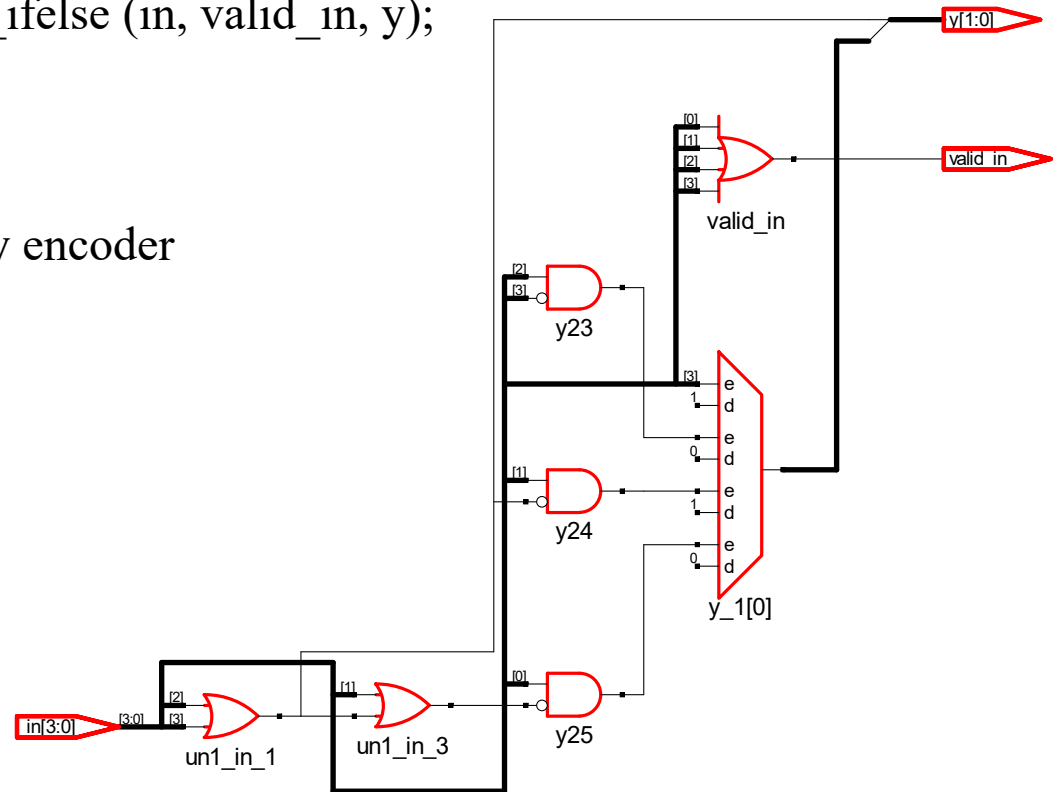 _ifelse (in, valid_in, y);
y[1:0]
[0]
[1]
[2]
[3]
valid_in
valid_in
y encoder
[2]
[3]
y23
[3] e
1 d
e
0 d
[1] e
1 d
y24
e
0 d
y_1[0]
[0]
[1]
[2]
in[3:0] [3:0] [3]
y25
un1_in_1
un1_in_3